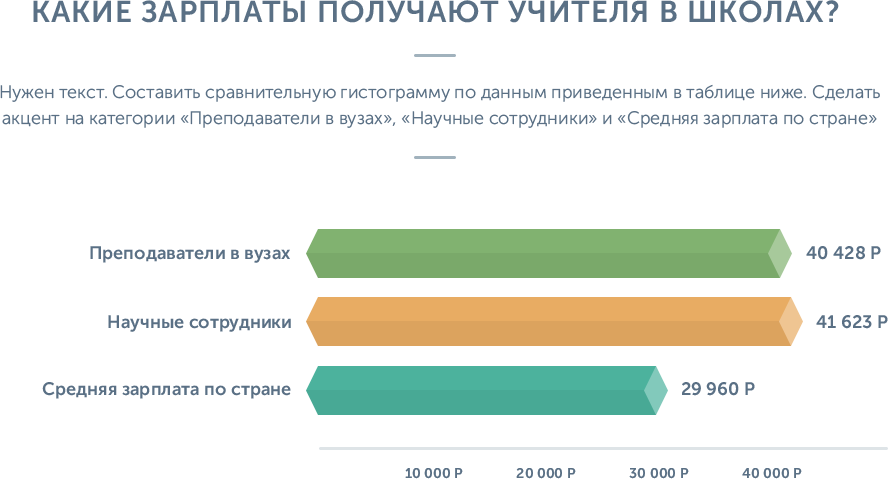 КАКИЕ ЗАРПЛАТЫ ПОЛУЧАЮТ УЧИТЕЛЯ В ШКОЛАХ?
Нужен текст. Составить сравнительную гистограмму по данным приведенным в таблице ниже. Сделать
акцент на категории «Преподаватели в вузах», «Научные сотрудники» и «Средняя зарплата по стране»
Преподаватели в вузах 40 428 Р
Научные сотрудники 41 623 Р
Средняя зарплата по стране 29 960 Р
10 000 Р 20 000 Р 30 000 Р 40 000 Р